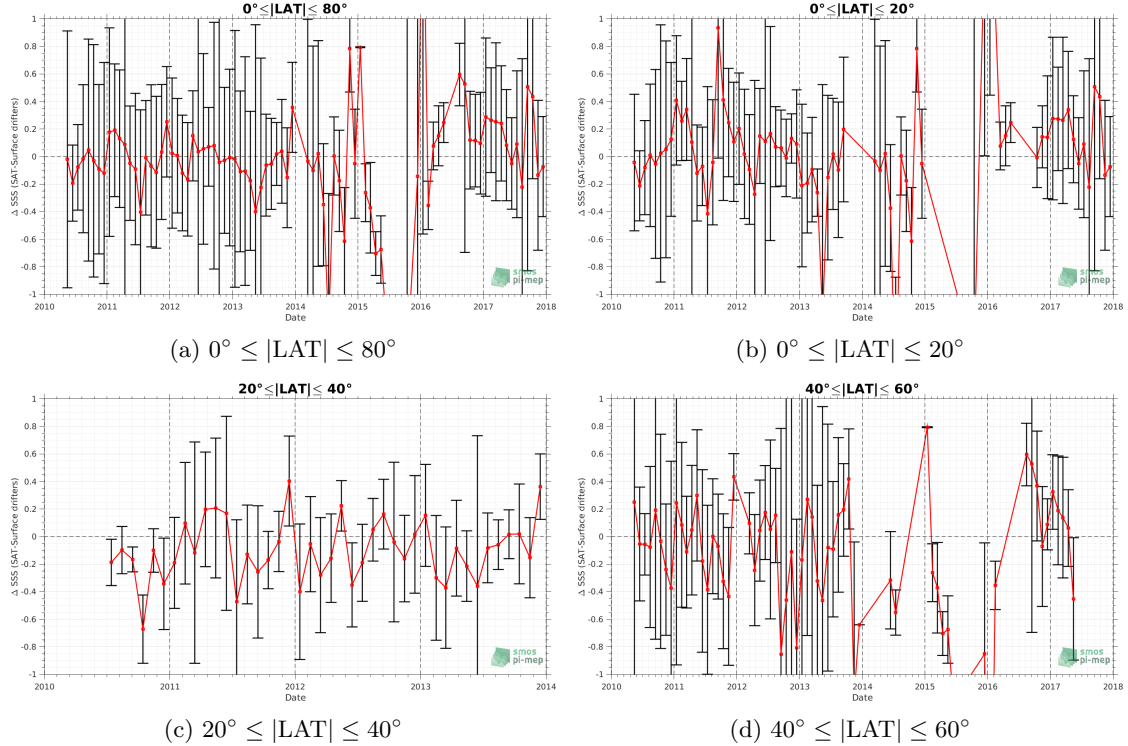 0°≤|LAT|≤ 80°
Δ SSS (SAT-Surface drifters)
1
0.8
0.6
0.4
0.2
0
-0.2
-0.4
-0.6
-0.8
-1
2010 2011 2012 2013 2014 2015 2016 2017 2018
Date
smos
pi-mep
(a) 0° ≤ |LAT| ≤ 80°
0°≤|LAT|≤ 20°
Δ SSS (SAT-Surface drifters)
1
0.8
0.6
0.4
0.2
0
-0.2
-0.4
-0.6
-0.8
-1
2010 2011 2012 2013 2014 2015 2016 2017 2018
Date
smos
pi-mep
(b) 0° ≤ |LAT| ≤ 20°
20°≤|LAT|≤ 40°
Δ SSS (SAT-Surface drifters)
1
0.8
0.6
0.4
0.2
0
-0.2
-0.4
-0.6
-0.8
-1
2010 2011 2012 2013 2014
Date
smos
pi-mep
(c) 20° ≤ |LAT| ≤ 40°
40°≤|LAT|≤ 60°
Δ SSS (SAT-Surface drifters)
1
0.8
0.6
0.4
0.2
0
-0.2
-0.4
-0.6
-0.8
-1
2010 2011 2012 2013 2014 2015 2016 2017 2018
Date
smos
pi-mep
(d) 40° ≤ |LAT| ≤ 60°